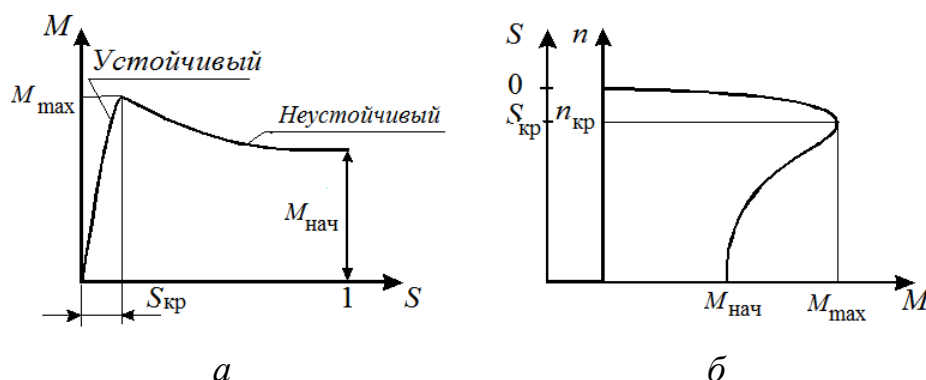 M
Устойчивый
M max
Неустойчивый
M нач
S кр
1
S
а
S
n
0
S кр
n кр
M нач
M max
M
б